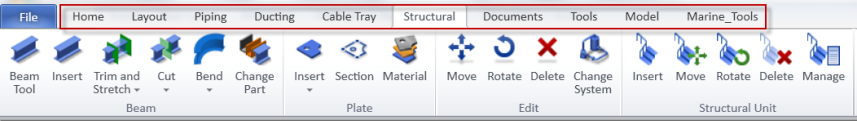 File Home Layout Piping Ducting Cable Tray Structural Documents Tools Model Marine_Tools
Beam Tool Insert Trim and Stretch Cut Bend Change Part Insert Section Material Move Rotate Delete Change System Insert Move Rotate Delete Manage
Beam Plate Edit Structural Unit